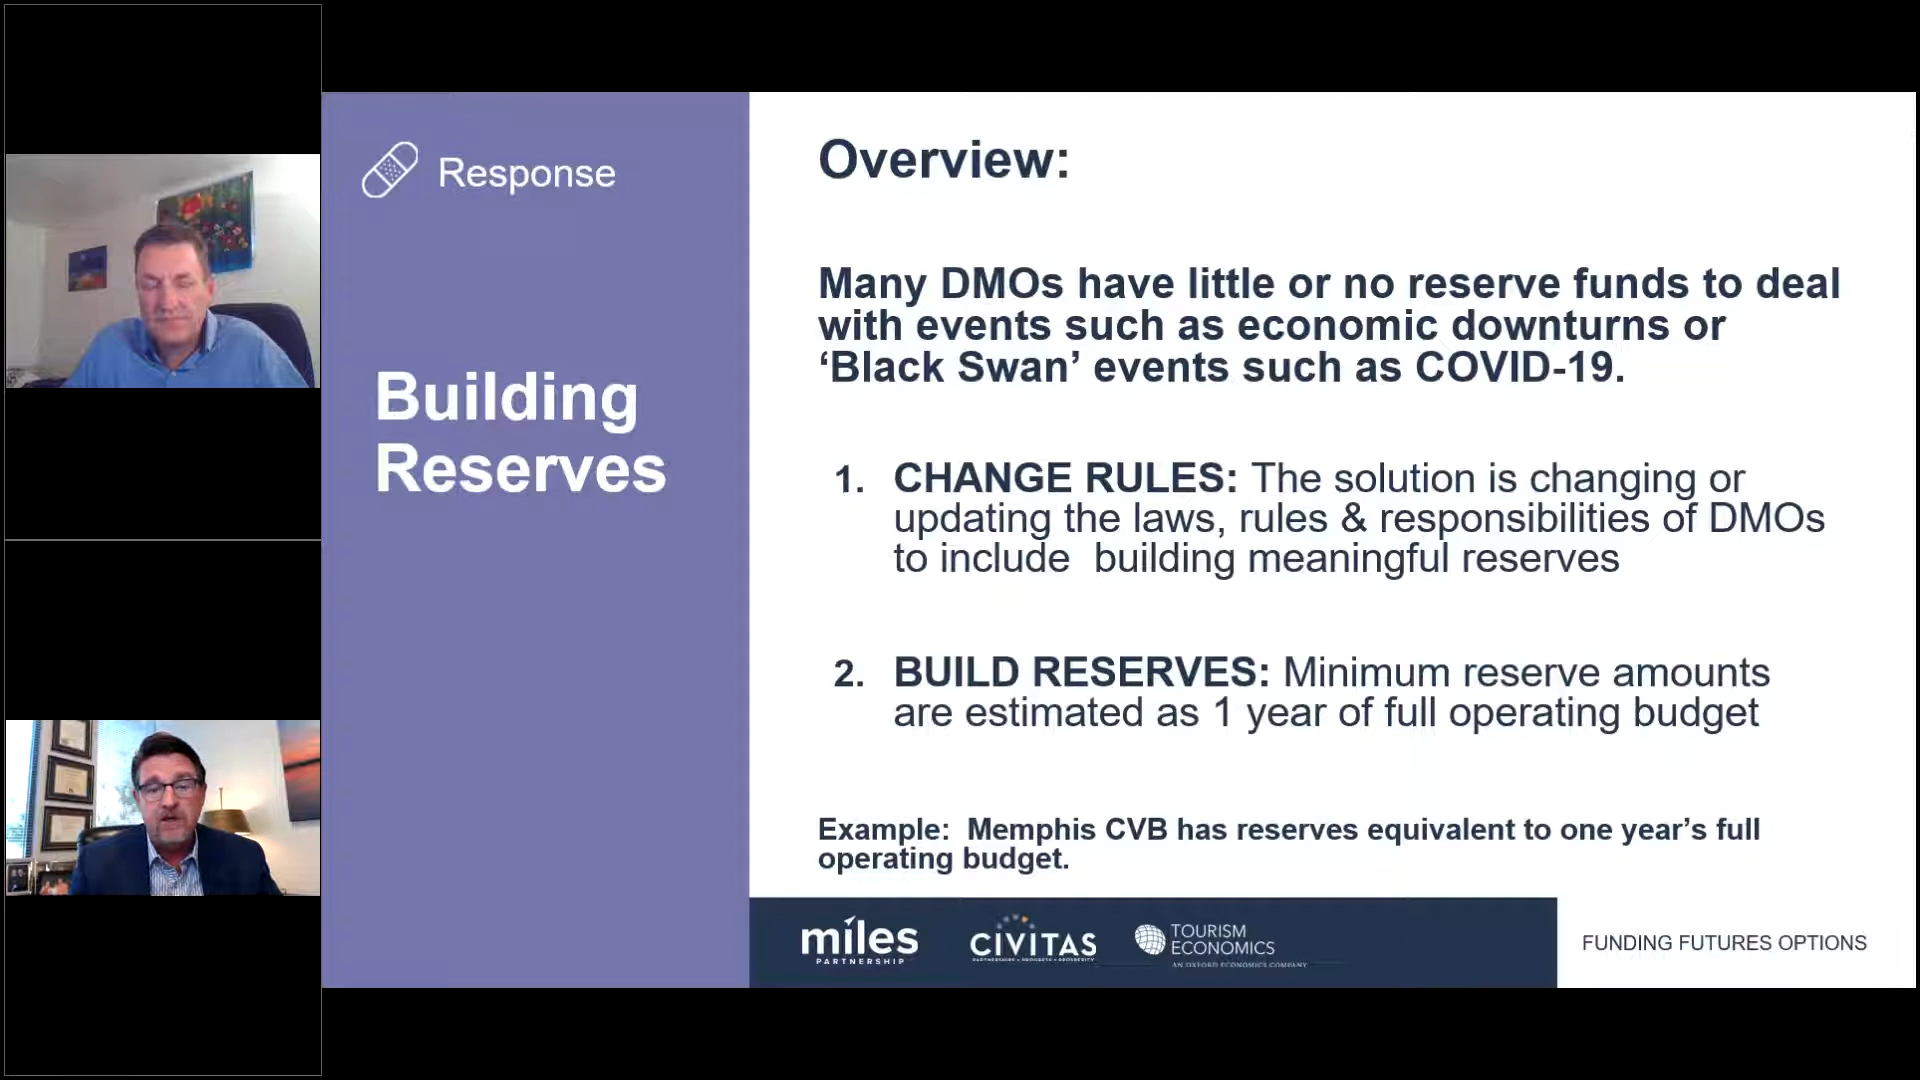 Response
Building
Reserves
Overview:
Many DMOs have little or no reserve funds to deal
with events such as economic downturns or
‘Black Swan’ events such as COVID-19.
1. CHANGE RULES: The solution is changing or
updating the laws, rules & responsibilities of DMOs
to include  building meaningful reserves
2. BUILD RESERVES: Minimum reserve amounts
are estimated as 1 year of full operating budget
Example:  Memphis CVB has reserves equivalent to one year’s full
operating budget.
miles
PARTNERSHIP
CIVITAS
PARTNERSHIPS • PROGRESS • PROSPERITY
TOURISM
ECONOMICS
AN OXFORD ECONOMICS COMPANY
FUNDING FUTURES OPTIONS